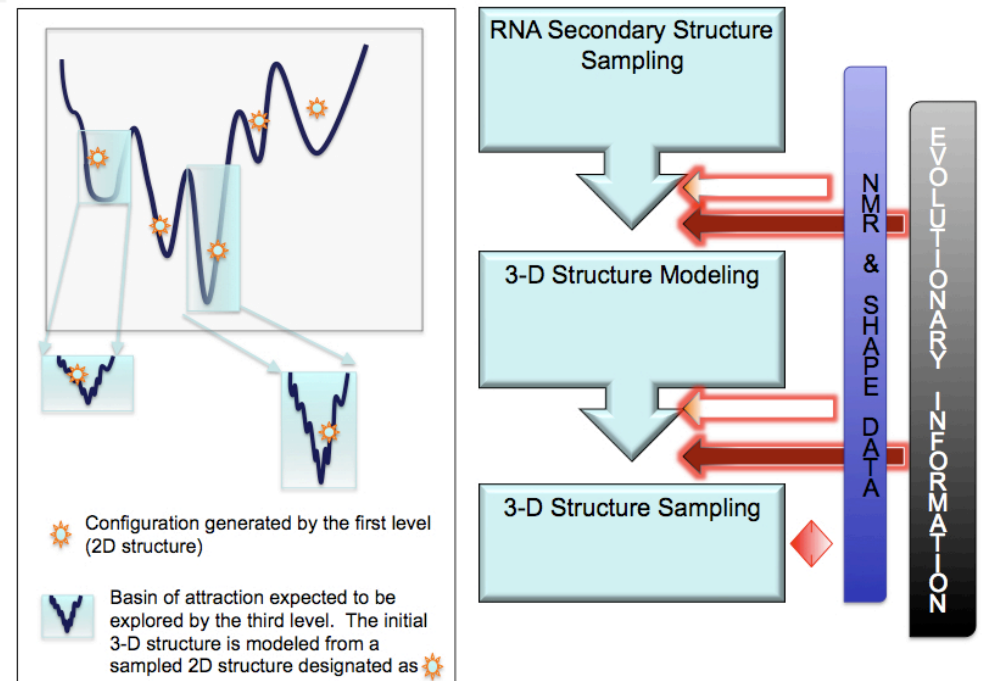 RNA Secondary Structure
Sampling
3-D Structure Modeling
3-D Structure Sampling
NMR & SHAPE DATA
EVOLUTIONARY INFORMATION
Configuration generated by the first level
(2D structure)
Basin of attraction expected to be
explored by the third level. The initial
3-D structure is modeled from a
sampled 2D structure designated as